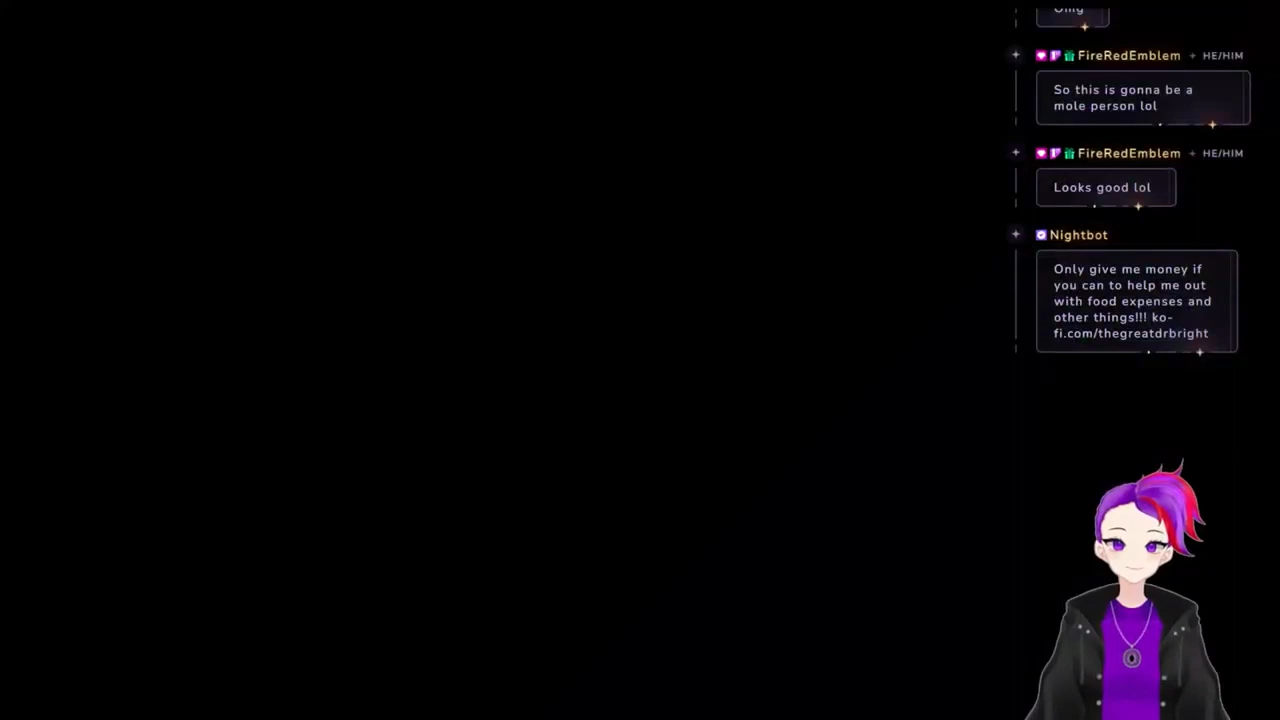 FireRedEmblem + HE/HIM
So this is gonna be a
mole person lol
FireRedEmblem + HE/HIM
Looks good lol
Nightbot
Only give me money if
you can to help me out
with food expenses and
other things!!! ko-
fi.com/thegreatdrbright